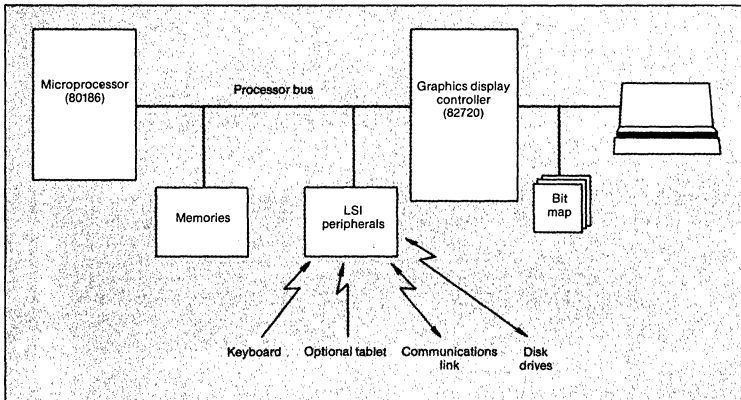 Microprocessor
(80186)
Processor bus
Graphics display
controller
(82720)
Memories
LSI
peripherals
Bit
map
Keyboard
Optional tablet
Communications
link
Disk
drives